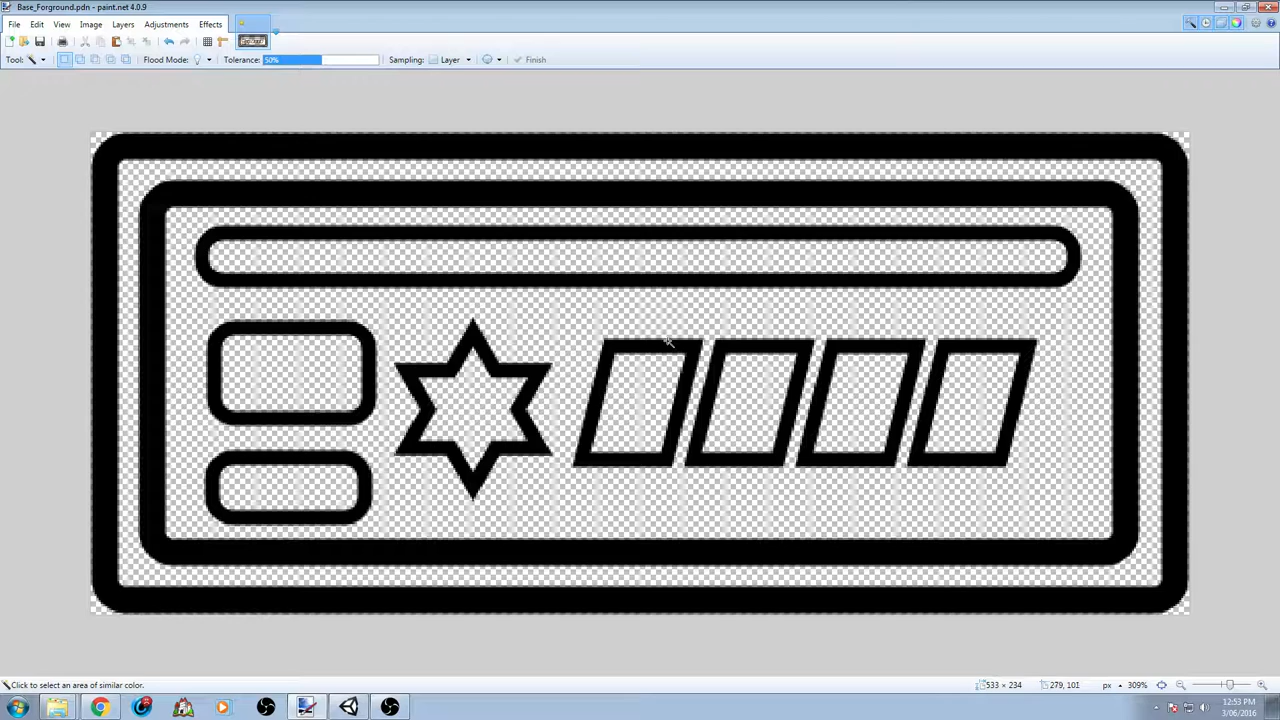 Base_Forground.pdn - paint.net 4.0.9
File Edit View Image Layers Adjustments Effects
Tool: Flood Mode: Tolerance: 50% Sampling: Layer Finish
Click to select an area of similar color. 533 × 234 279, 101 px 309%
12:53 PM
3/06/2016